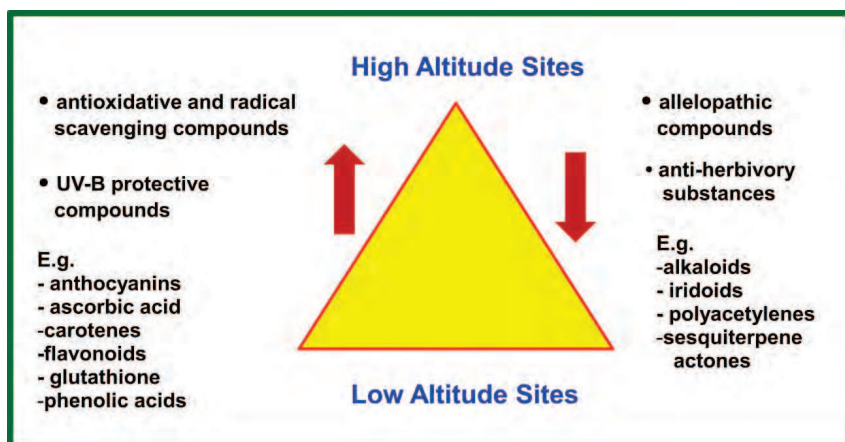 High Altitude Sites
• antioxidative and radical
scavenging compounds
• UV-B protective
compounds
E.g.
- anthocyanins
- ascorbic acid
-carotenes
-flavonoids
- glutathione
-phenolic acids
• allelopathic
compounds
• anti-herbivory
substances
E.g.
-alkaloids
- iridoids
- polyacetylenes
-sesquiterpene
actones
Low Altitude Sites